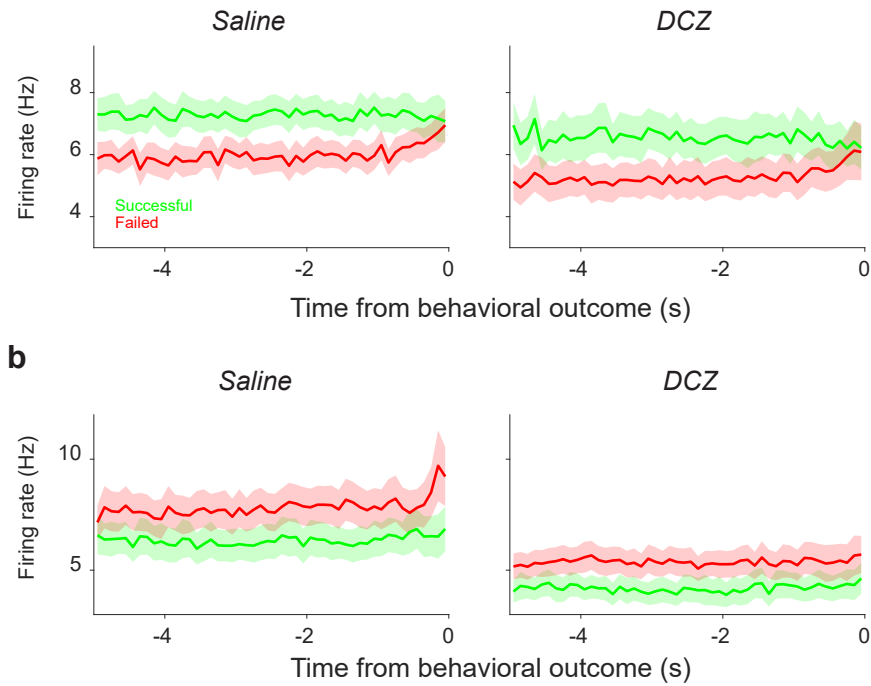 Saline
DCZ
Firing rate (Hz)
8
6
4
Successful
Failed
-4
-2
0
-4
-2
0
Time from behavioral outcome (s)
b
Saline
DCZ
Firing rate (Hz)
10
5
-4
-2
0
-4
-2
0
Time from behavioral outcome (s)